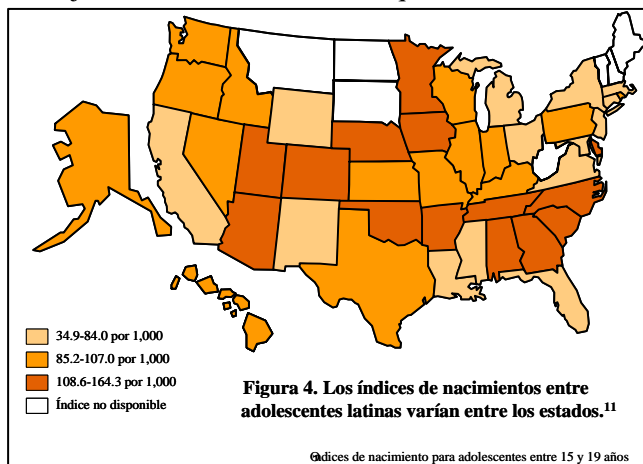 34.9-84.0 por 1,000
85.2-107.0 por 1,000
108.6-164.3 por 1,000
Índice no disponible
Figura 4. Los índices de nacimientos entre
adolescentes latinas varían entre los estados.¹¹
ndices de nacimiento para adolescentes entre 15 y 19 años